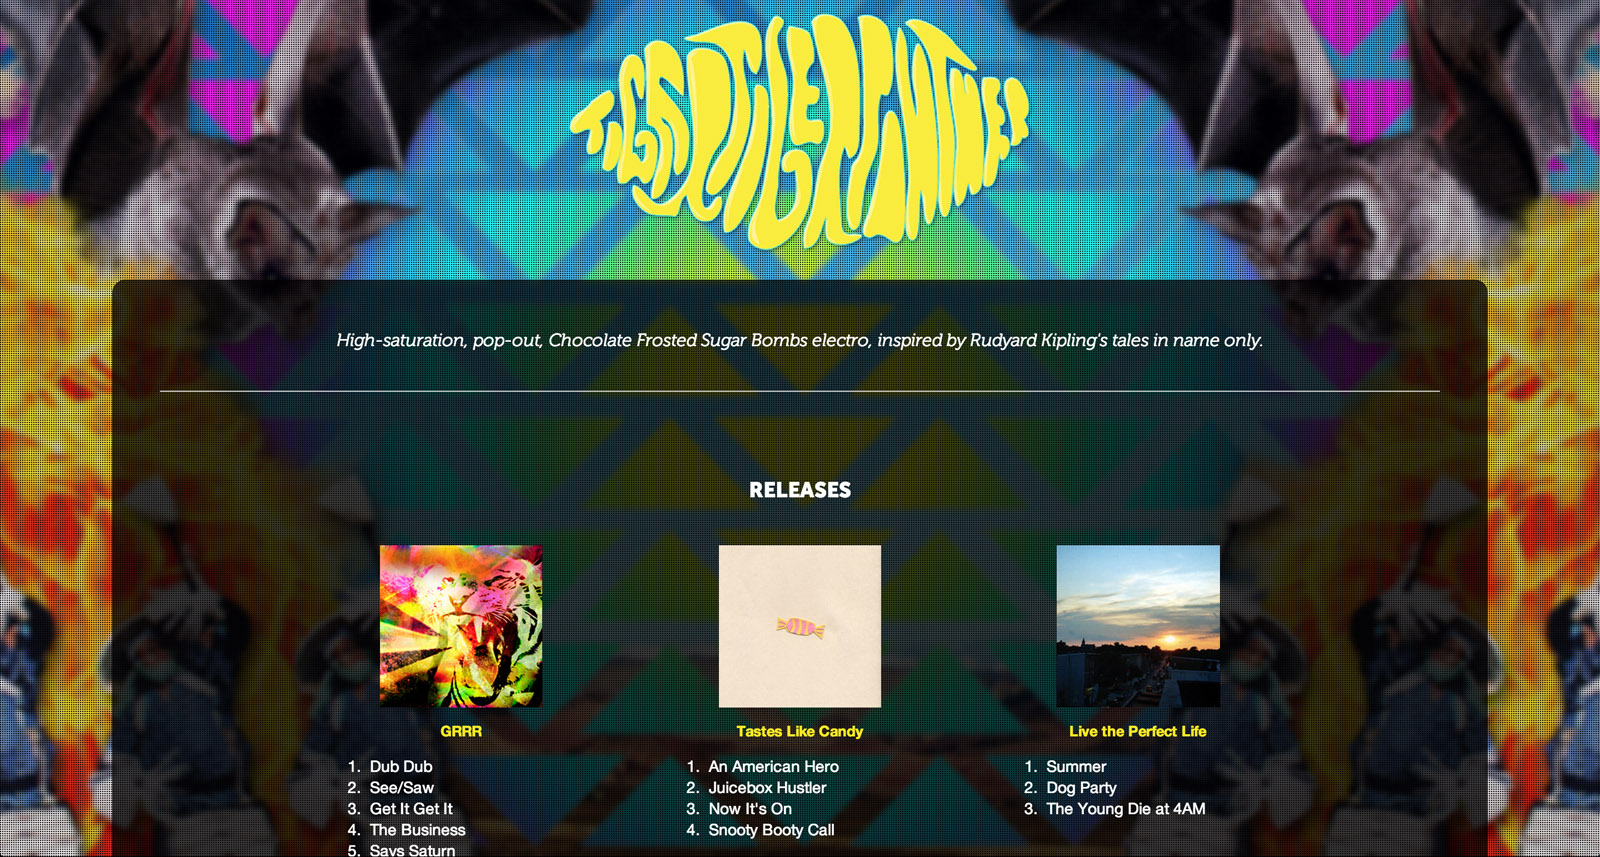 High-saturation, pop-out, Chocolate Frosted Sugar Bombs electro, inspired by Rudyard Kipling's tales in name only.
RELEASES
GRRR
1. Dub Dub
2. See/Saw
3. Get It Get It
4. The Business
5. Says Saturn
Tastes Like Candy
1. An American Hero
2. Juicebox Hustler
3. Now It's On
4. Snooty Booty Call
Live the Perfect Life
1. Summer
2. Dog Party
3. The Young Die at 4AM